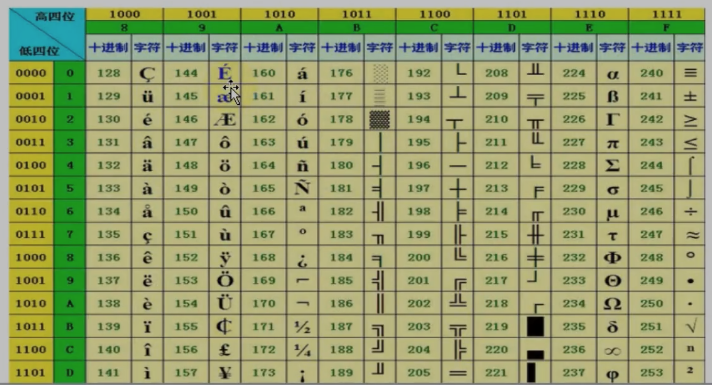 高四位 1000 1001 1010 1011 1100 1101 1110 1111
8 9 A B C D E F
低四位 十进制 字符 十进制 字符 十进制 字符 十进制 字符 十进制 字符 十进制 字符 十进制 字符 十进制 字符
0000 0 128 Ç 144 É 160 á 176 ░ 192 └ 208 ╨ 224 α 240 ≡
0001 1 129 ü 145 æ 161 í 177 ▒ 193 ┴ 209 ╤ 225 ß 241 ±
0010 2 130 é 146 Æ 162 ó 178 ▓ 194 ┬ 210 ╥ 226 Γ 242 ≥
0011 3 131 â 147 ô 163 ú 179 │ 195 ├ 211 ╙ 227 π 243 ≤
0100 4 132 ä 148 ö 164 ñ 180 ┤ 196 ─ 212 ╘ 228 Σ 244 ⌠
0101 5 133 à 149 ò 165 Ñ 181 ╡ 197 ┼ 213 ╒ 229 σ 245 ⌡
0110 6 134 å 150 û 166 ª 182 ╢ 198 ╞ 214 ╓ 230 µ 246 ÷
0111 7 135 ç 151 ù 167 º 183 ╖ 199 ╟ 215 ╫ 231 τ 247 ≈
1000 8 136 ê 152 ÿ 168 ¿ 184 ╕ 200 ╚ 216 ╪ 232 Φ 248 °
1001 9 137 ë 153 Ö 169 ⌐ 185 ╣ 201 ╔ 217 ┘ 233 Θ 249 ∙
1010 A 138 è 154 Ü 170 ¬ 186 ║ 202 ╩ 218 ┌ 234 Ω 250 ·
1011 B 139 ï 155 ¢ 171 ½ 187 ╗ 203 ╦ 219 █ 235 δ 251 √
1100 C 140 î 156 £ 172 ¼ 188 ╝ 204 ╠ 220 ▄ 236 ∞ 252 ⁿ
1101 D 141 ì 157 ¥ 173 ¡ 189 ╜ 205 ═ 221 ▌ 237 φ 253 ²